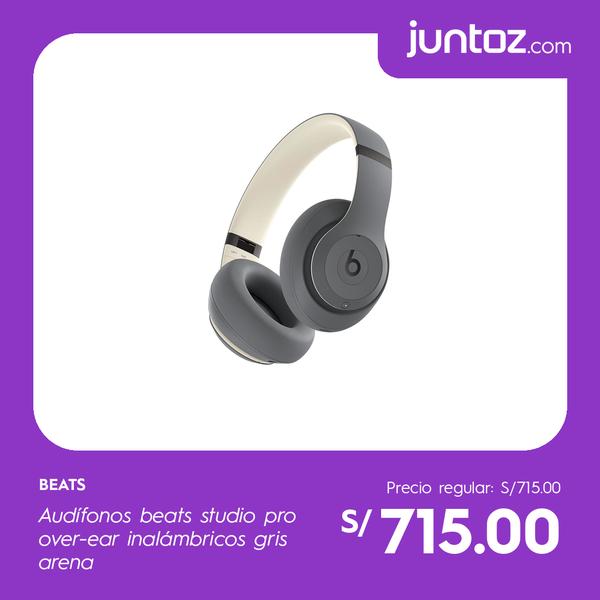 juntoz.com
b
BEATS
Audífonos beats studio pro
over-ear inalámbricos gris
arena
Precio regular: S/715.00
S/ 715.00